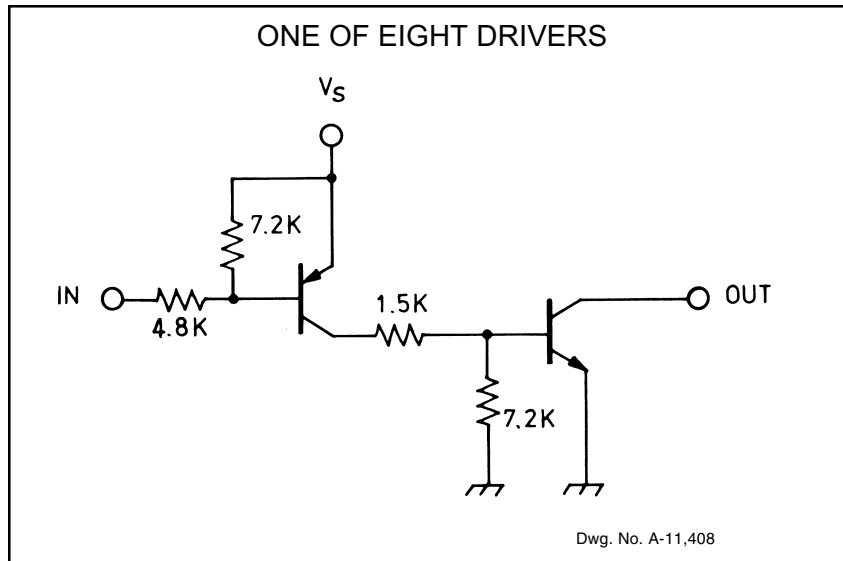 ONE OF EIGHT DRIVERS
VS
7.2K
IN
4.8K
1.5K
OUT
7.2K
Dwg. No. A-11,408